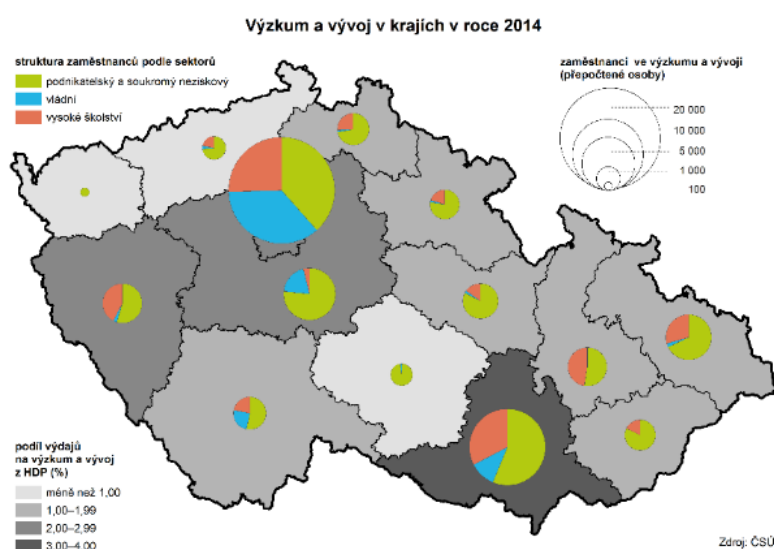 Výzkum a vývoj v krajích v roce 2014
struktura zaměstnanců podle sektorů
podnikatelský a soukromý neziskový
vládní
vysoké školství
zaměstnanci ve výzkumu a vývoji
(přepočtené osoby)
20 000
10 000
5 000
1 000
100
podíl výdajů
na výzkum a vývoj
z HDP (%)
méně než 1,00
1,00–1,99
2,00–2,99
3,00–4,00
Zdroj: ČSÚ